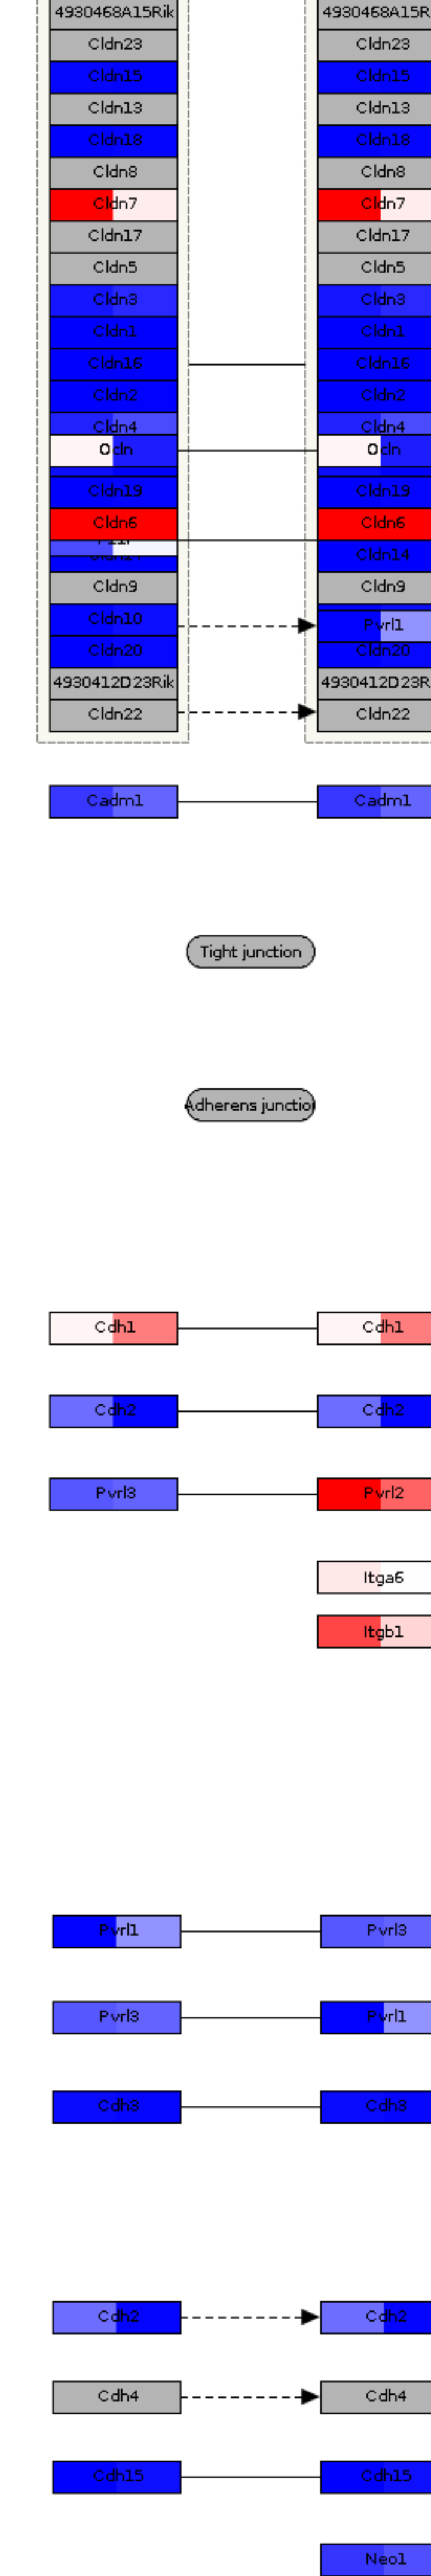 4930468A15Rik 4930468A15R
Cldn23 Cldn23
Cldn15 Cldn15
Cldn13 Cldn13
Cldn18 Cldn18
Cldn8 Cldn8
Cldn7 Cldn7
Cldn17 Cldn17
Cldn5 Cldn5
Cldn3 Cldn3
Cldn1 Cldn1
Cldn16 Cldn16
Cldn2 Cldn2
Cldn4 Cldn4
Ocln Ocln
Cldn19 Cldn19
Cldn6 Cldn6
Cldn14
Cldn9 Cldn9
Cldn10 Pvrl1
Cldn20 Cldn20
4930412D23Rik 4930412D23R
Cldn22 Cldn22
Cadm1 Cadm1
Tight junction
Adherens junctio
Cdh1 Cdh1
Cdh2 Cdh2
Pvrl3 Pvrl2
Itga6
Itgb1
Pvrl1 Pvrl3
Pvrl3 Pvrl1
Cdh3 Cdh3
Cdh2 Cdh2
Cdh4 Cdh4
Cdh15 Cdh15
Neo1